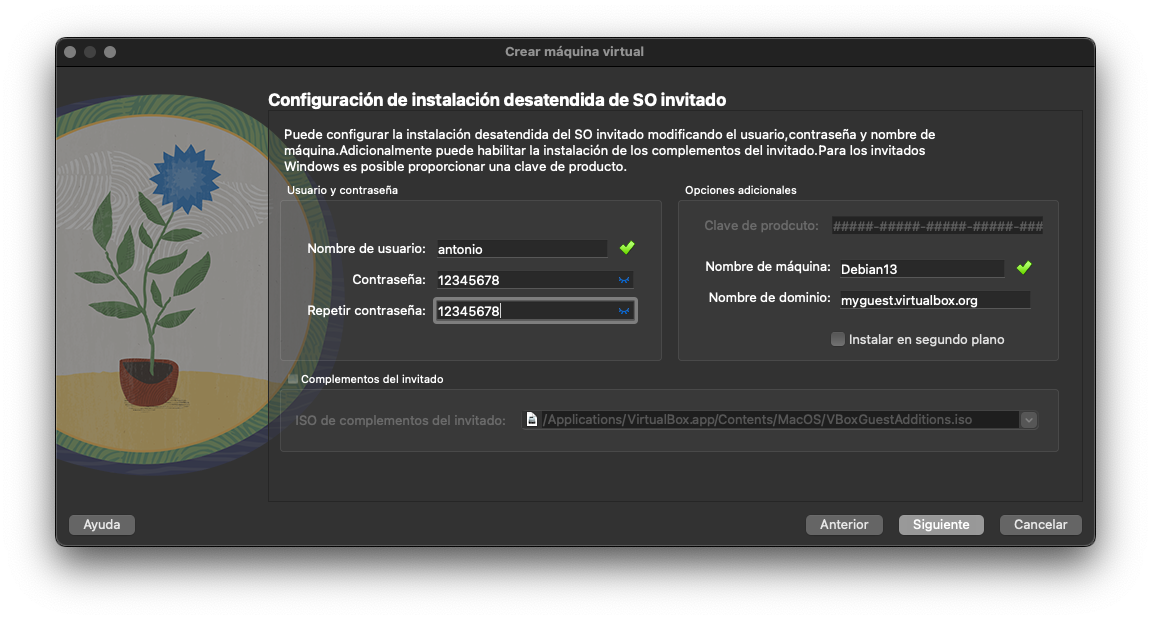 Crear máquina virtual
Configuración de instalación desatendida de SO invitado
Puede configurar la instalación desatendida del SO invitado modificando el usuario,contraseña y nombre de
máquina.Adicionalmente puede habilitar la instalación de los complementos del invitado.Para los invitados
Windows es posible proporcionar una clave de producto.
Usuario y contraseña
Nombre de usuario: antonio
Contraseña: 12345678
Repetir contraseña: 12345678
Opciones adicionales
Clave de prodcuto: #####-#####-#####-#####-###
Nombre de máquina: Debian13
Nombre de dominio: myguest.virtualbox.org
Instalar en segundo plano
Complementos del invitado
ISO de complementos del invitado: /Applications/VirtualBox.app/Contents/MacOS/VBoxGuestAdditions.iso
Ayuda
Anterior
Siguiente
Cancelar